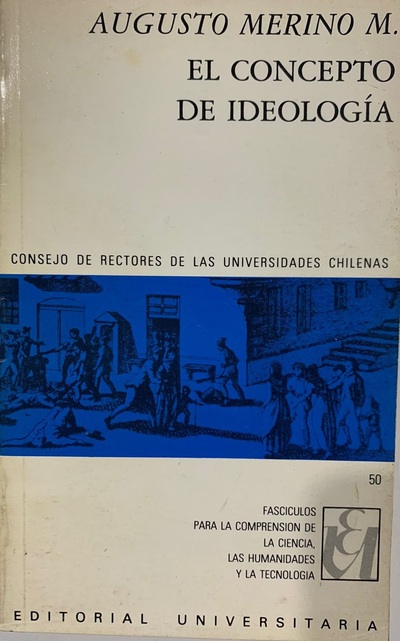 AUGUSTO MERINO M.
EL CONCEPTO
DE IDEOLOGÍA
CONSEJO DE RECTORES DE LAS UNIVERSIDADES CHILENAS
50
FASCICULOS
PARA LA COMPRENSION DE
LA CIENCIA,
LAS HUMANIDADES
Y LA TECNOLOGIA
EDITORIAL UNIVERSITARIA